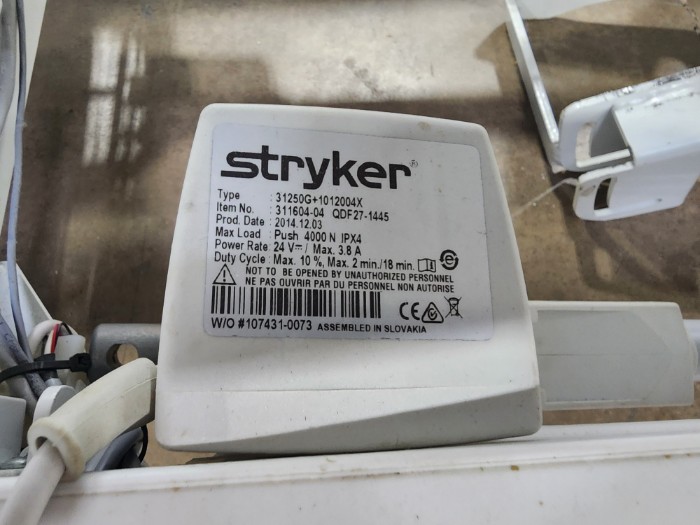 stryker®
Type : 31250G+1012004X
Item No. : 311604-04 QDF27-1445
Prod. Date : 2014.12.03
Max Load : Push 4000 N IPX4
Power Rate : 24 V⎓/ Max. 3.8 A
Duty Cycle : Max. 10 %, Max. 2 min./18 min.
NOT TO BE OPENED BY UNAUTHORIZED PERSONNEL
NE PAS OUVRIR PAR DU PERSONNEL NON AUTORISE
CE
W/O #107431-0073 ASSEMBLED IN SLOVAKIA